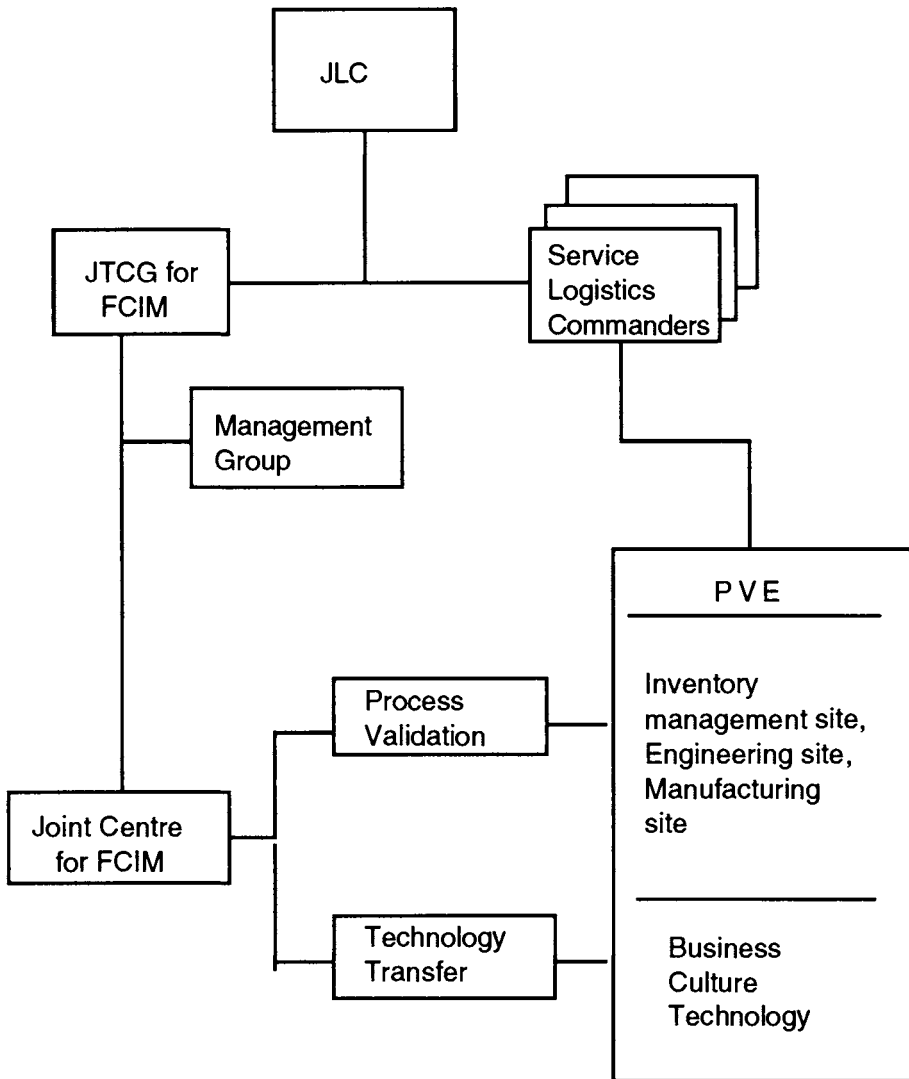 JLC
JTCG for
FCIM
Service
Logistics
Commanders
Management
Group
P V E
Process
Validation
Inventory
management site,
Engineering site,
Manufacturing
site
Joint Centre
for FCIM
Technology
Transfer
Business
Culture
Technology